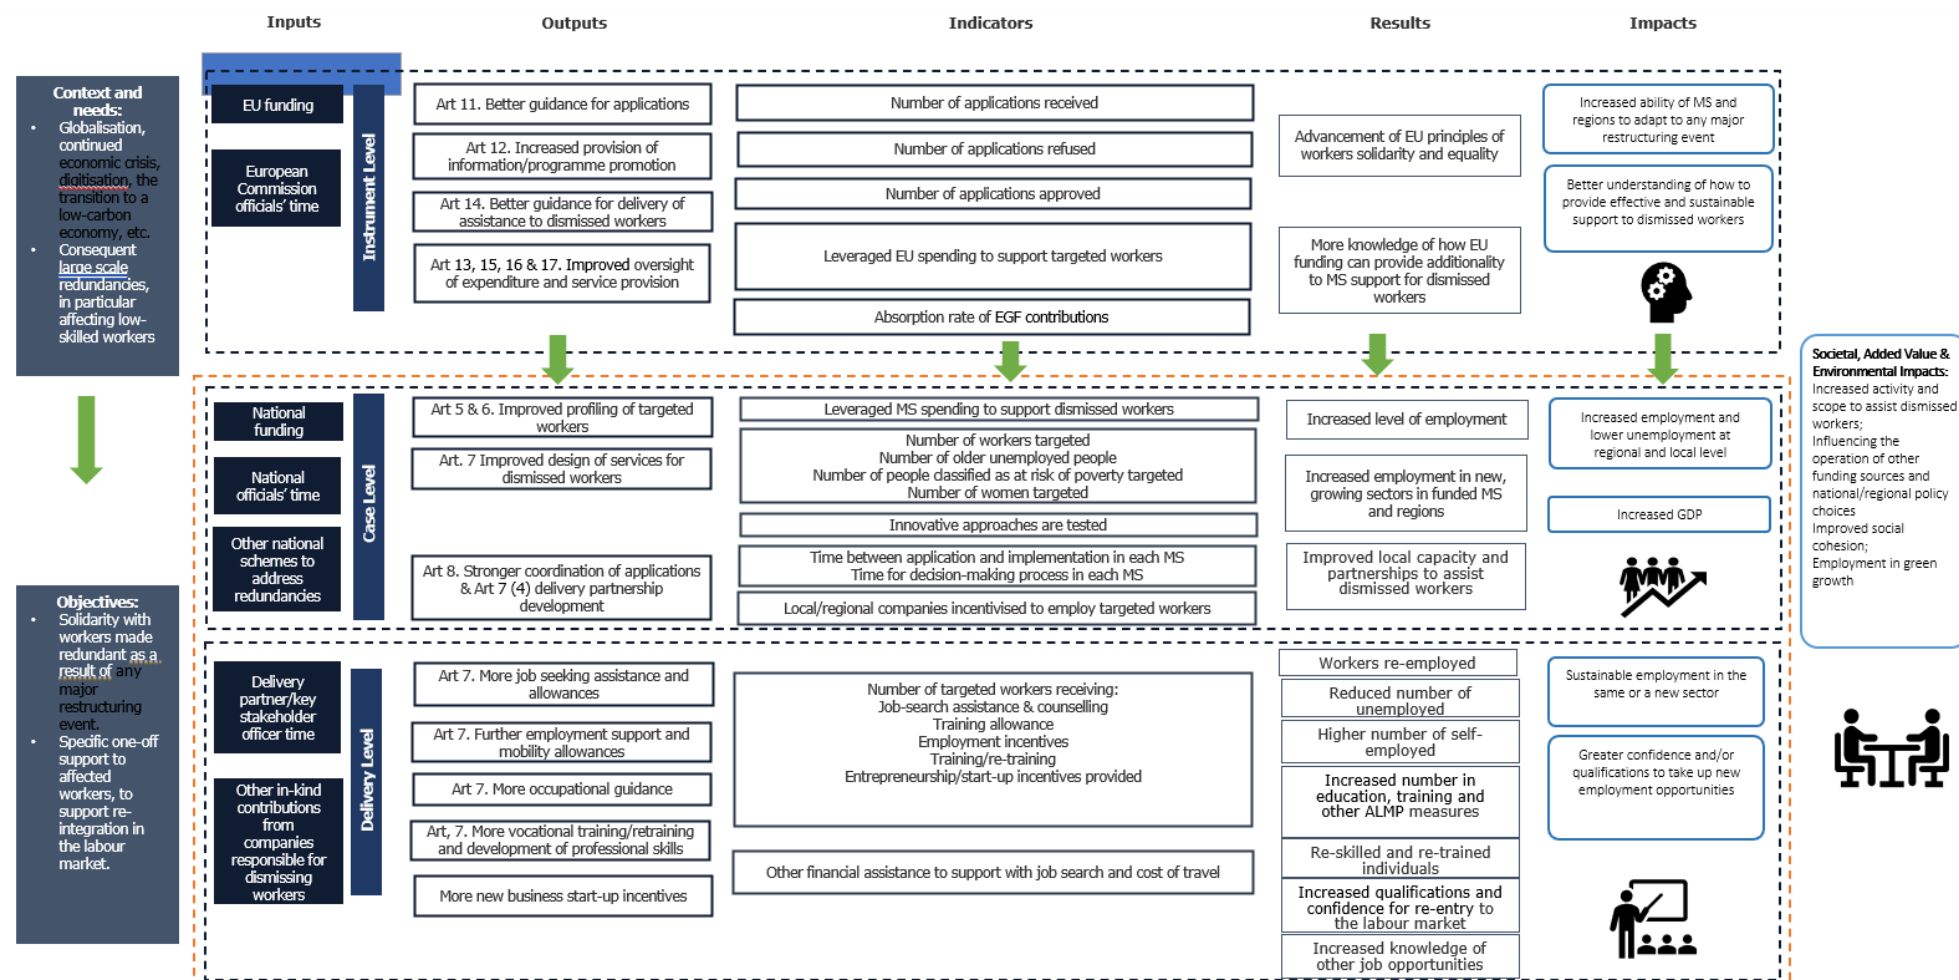 Inputs
Outputs
Indicators
Results
Impacts
Context and
needs:
• Globalisation,
continued
economic crisis,
digitisation, the
transition to a
low-carbon
economy, etc.
• Consequent
large scale
redundancies,
in particular
affecting low-
skilled workers
Objectives:
• Solidarity with
workers made
redundant as a
result of any
major
restructuring
event.
• Specific one-off
support to
affected
workers, to
support re-
integration in
the labour
market.
EU funding
European
Commission
officials' time
Instrument Level
Art 11. Better guidance for applications
Art 12. Increased provision of
information/programme promotion
Art 14. Better guidance for delivery of
assistance to dismissed workers
Art 13, 15, 16 & 17. Improved oversight
of expenditure and service provision
Number of applications received
Number of applications refused
Number of applications approved
Leveraged EU spending to support targeted workers
Absorption rate of EGF contributions
Advancement of EU principles of
workers solidarity and equality
More knowledge of how EU
funding can provide additionality
to MS support for dismissed
workers
Increased ability of MS and
regions to adapt to any major
restructuring event
Better understanding of how to
provide effective and sustainable
support to dismissed workers
National
funding
National
officials' time
Other national
schemes to
address
redundancies
Case Level
Art 5 & 6. Improved profiling of targeted
workers
Art. 7 Improved design of services for
dismissed workers
Art 8. Stronger coordination of applications
& Art 7 (4) delivery partnership
development
Leveraged MS spending to support dismissed workers
Number of workers targeted
Number of older unemployed people
Number of people classified as at risk of poverty targeted
Number of women targeted
Innovative approaches are tested
Time between application and implementation in each MS
Time for decision-making process in each MS
Local/regional companies incentivised to employ targeted workers
Increased level of employment
Increased employment in new,
growing sectors in funded MS
and regions
Improved local capacity and
partnerships to assist
dismissed workers
Increased employment and
lower unemployment at
regional and local level
Increased GDP
Delivery
partner/key
stakeholder
officer time
Other in-kind
contributions
from
companies
responsible for
dismissing
workers
Delivery Level
Art 7. More job seeking assistance and
allowances
Art 7. Further employment support and
mobility allowances
Art 7. More occupational guidance
Art, 7. More vocational training/retraining
and development of professional skills
More new business start-up incentives
Number of targeted workers receiving:
Job-search assistance & counselling
Training allowance
Employment incentives
Training/re-training
Entrepreneurship/start-up incentives provided
Other financial assistance to support with job search and cost of travel
Workers re-employed
Reduced number of
unemployed
Higher number of self-
employed
Increased number in
education, training and
other ALMP measures
Re-skilled and re-trained
individuals
Increased qualifications and
confidence for re-entry to
the labour market
Increased knowledge of
other job opportunities
Sustainable employment in the
same or a new sector
Greater confidence and/or
qualifications to take up new
employment opportunities
Societal, Added Value &
Environmental Impacts:
Increased activity and
scope to assist dismissed
workers;
Influencing the
operation of other
funding sources and
national/regional policy
choices
Improved social
cohesion;
Employment in green
growth